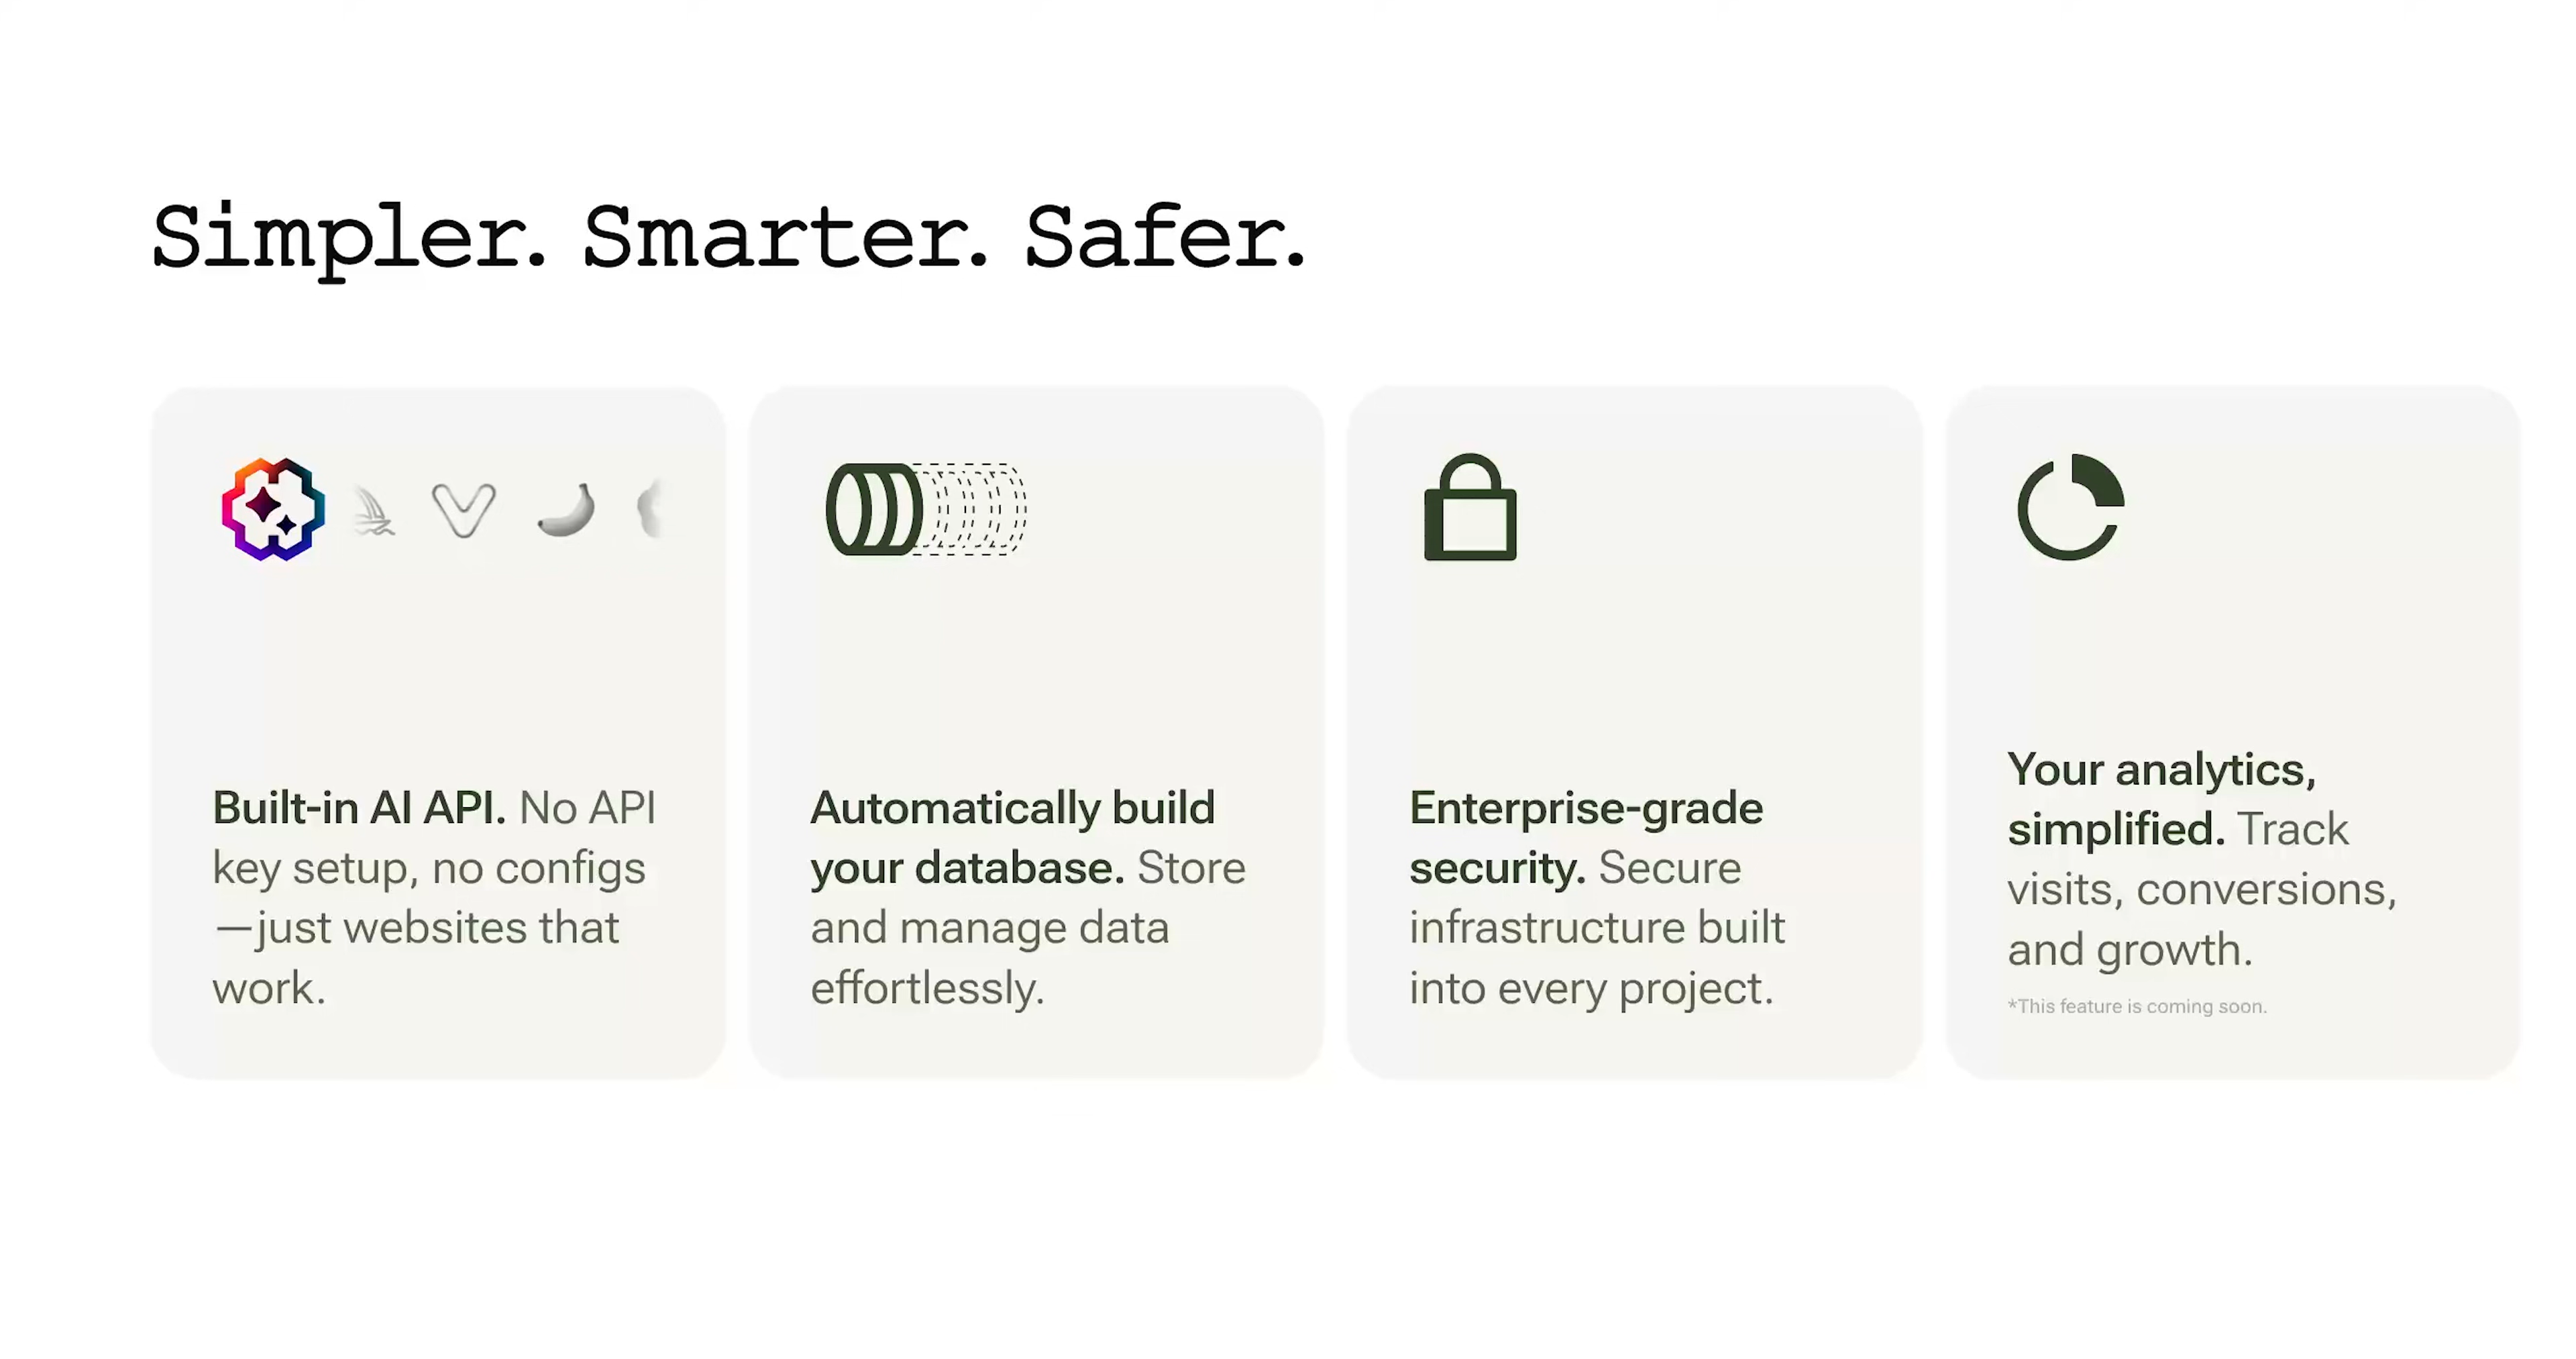 Simpler. Smarter. Safer.
Built-in AI API. No API
key setup, no configs
—just websites that
work.
Automatically build
your database. Store
and manage data
effortlessly.
Enterprise-grade
security. Secure
infrastructure built
into every project.
Your analytics,
simplified. Track
visits, conversions,
and growth.
*This feature is coming soon.